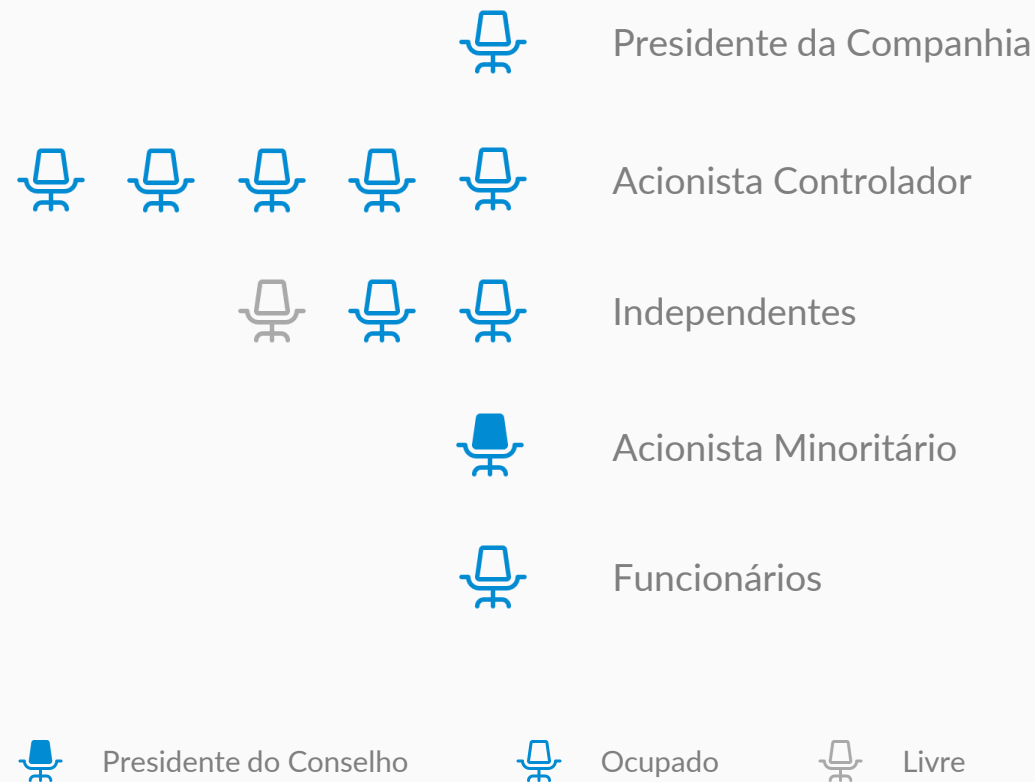 Presidente da Companhia
Acionista Controlador
Independentes
Acionista Minoritário
Funcionários
Presidente do Conselho
Ocupado
Livre